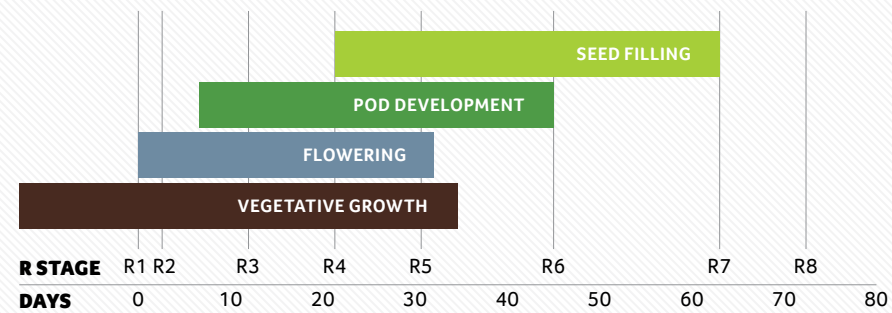 SEED FILLING
POD DEVELOPMENT
FLOWERING
VEGETATIVE GROWTH
R STAGE R1 R2 R3 R4 R5 R6 R7 R8
DAYS 0 10 20 30 40 50 60 70 80